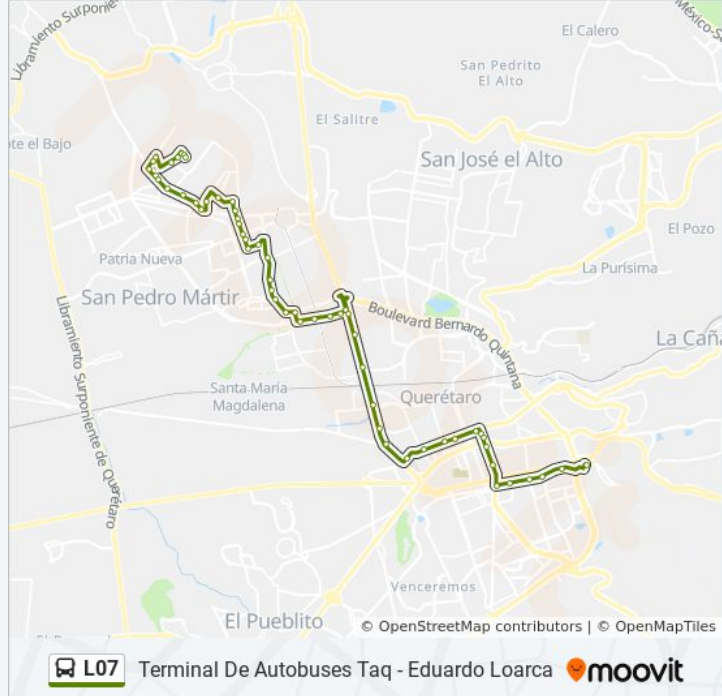 Libramiento Surponie
México-S
El Calero
San Pedrito
El Alto
El Salitre
te el Bajo
San José el Alto
El Pozo
Patria Nueva
La Purísima
San Pedro Mártir
Boulevard Bernardo Quintana
La Caña
Libramiento Surponiente de Querétaro
Santa María
Magdalena
Querétaro
Venceremos
El Pueblito
© OpenStreetMap contributors | © OpenMapTiles
L07 Terminal De Autobuses Taq - Eduardo Loarca moovit